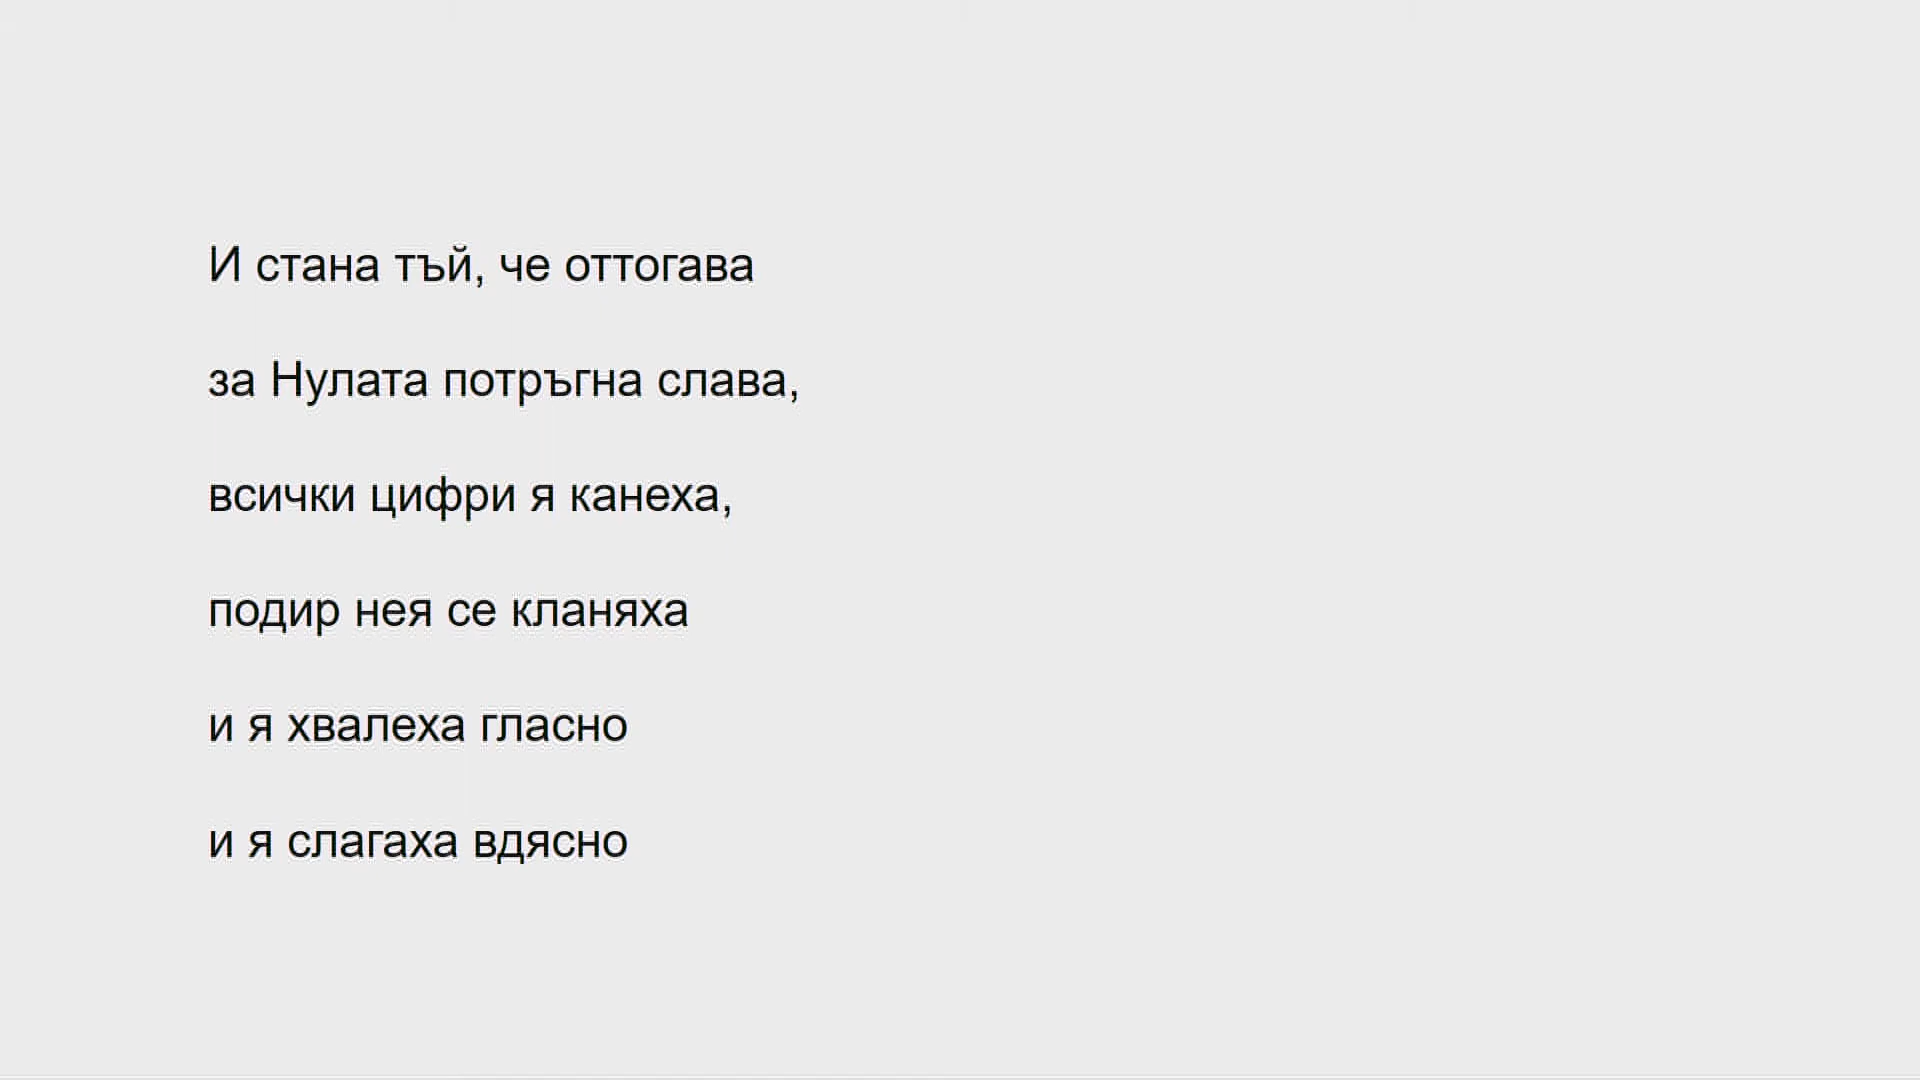 И стана тъй, че оттогава
за Нулата потръгна слава,
всички цифри я канеха,
подир нея се кланяха
и я хвалеха гласно
и я слагаха вдясно